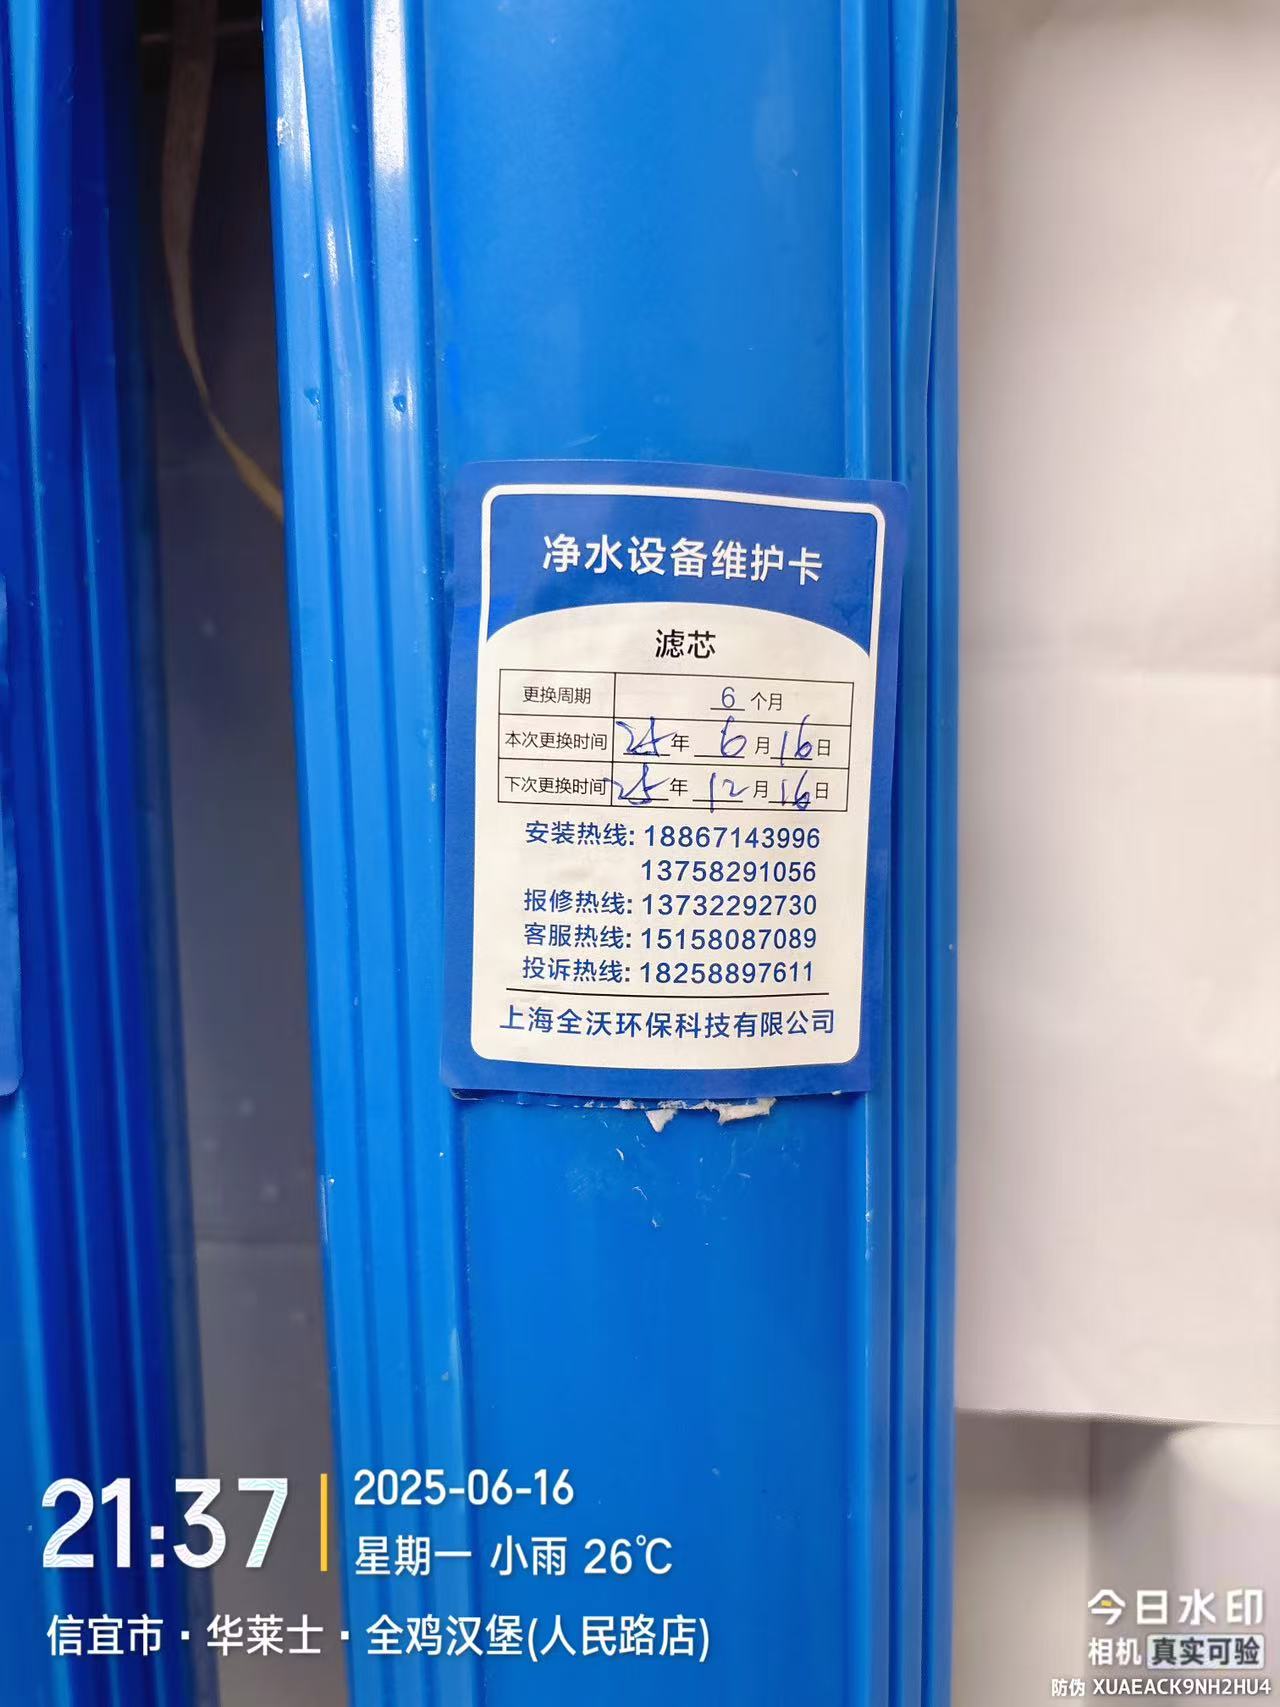 净水设备维护卡
滤芯
更换周期 6 个月
本次更换时间 25 年 6 月 16 日
下次更换时间 25 年 12 月 16 日
安装热线: 18867143996
13758291056
报修热线: 13732292730
客服热线: 15158087089
投诉热线: 18258897611
上海全沃环保科技有限公司
21:37
2025-06-16
星期一 小雨 26℃
信宜市·华莱士·全鸡汉堡(人民路店)
今日水印
相机 真实可验
防伪 XUAEACK9NH2HU4